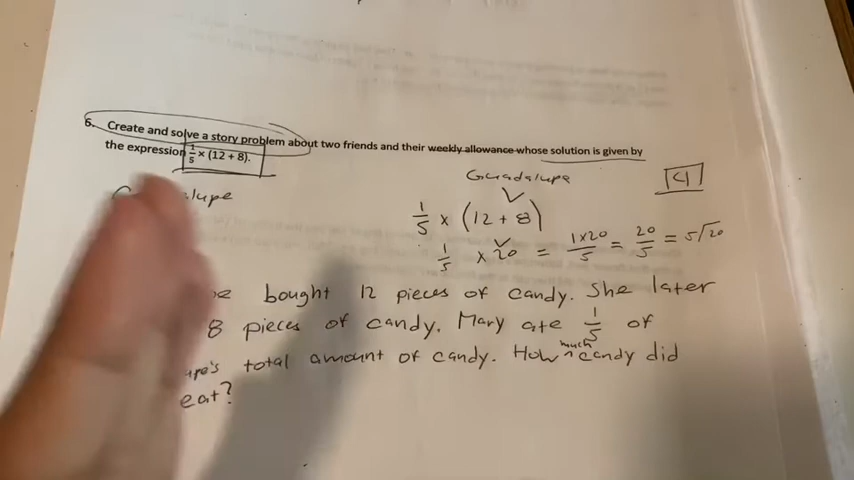 6. Create and solve a story problem about two friends and their weekly allowance whose solution is given by
the expression 1/5 × (12 + 8).
Guadalupe
4
lupe
1/5 × (12 + 8)
1/5 × 20 = 1×20/5 = 20/5 = 5√20
bought 12 pieces of candy. She later
8 pieces of candy. Mary ate 1/5 of
upe's total amount of candy. How much candy did
eat?